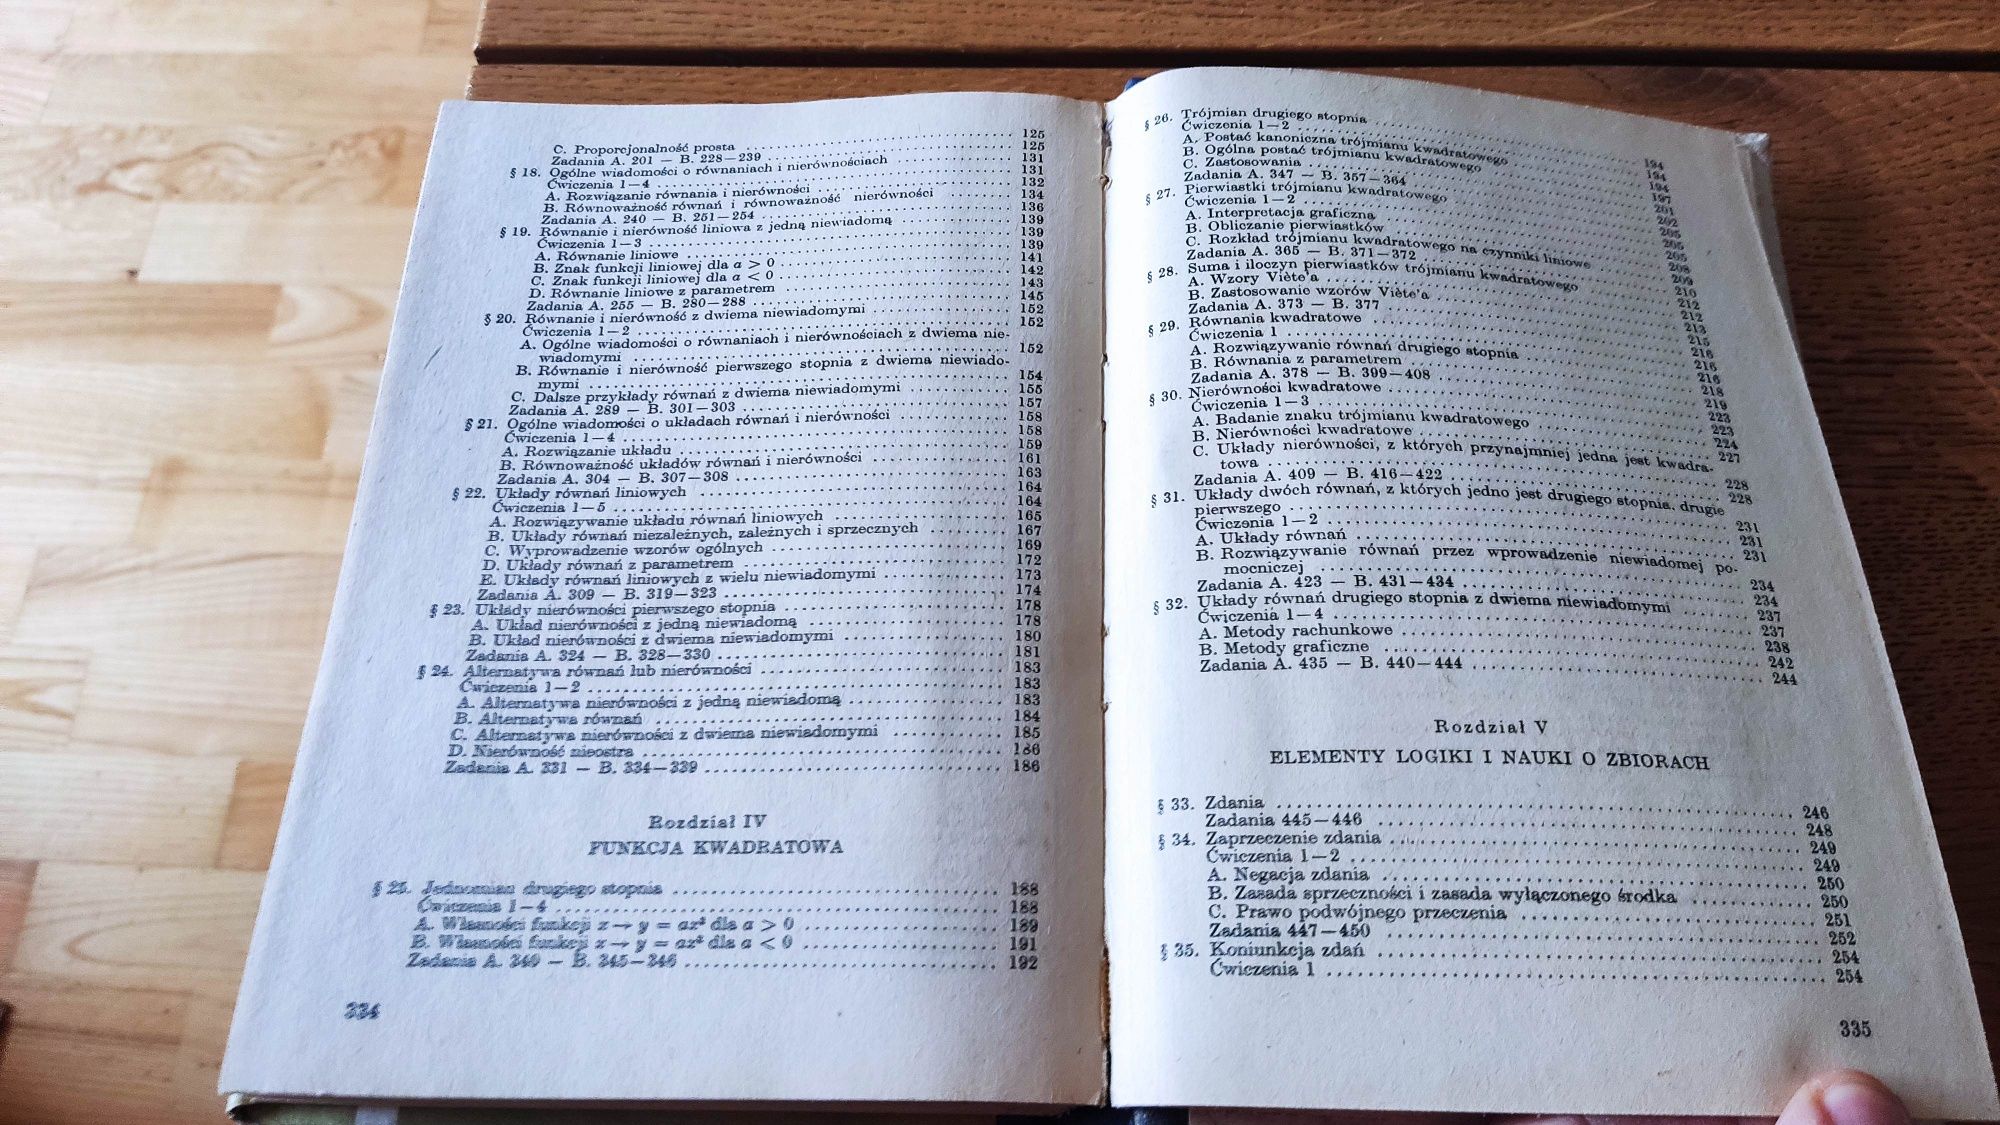 C. Proporcjonalność prosta . . . 125
Zadania A. 201 — B. 228—239 . . . 125
§ 18. Ogólne wiadomości o równaniach i nierównościach . . . 131
Ćwiczenia 1—4 . . . 131
A. Rozwiązanie równania i nierówności . . . 132
B. Równoważność równań i równoważność nierówności . . . 134
Zadania A. 240 — B. 251—254 . . . 136
§ 19. Równanie i nierówność liniowa z jedną niewiadomą . . . 139
Ćwiczenia 1—3 . . . 139
A. Równanie liniowe . . . 139
B. Znak funkcji liniowej dla a > 0 . . . 141
C. Znak funkcji liniowej dla a < 0 . . . 142
D. Równanie liniowe z parametrem . . . 143
Zadania A. 255 — B. 280—288 . . . 145
§ 20. Równanie i nierówność z dwiema niewiadomymi . . . 152
Ćwiczenia 1—2 . . . 152
A. Ogólne wiadomości o równaniach i nierównościach z dwiema nie-
wiadomymi . . . 152
B. Równanie i nierówność pierwszego stopnia z dwiema niewiado-
mymi . . . 154
C. Dalsze przykłady równań z dwiema niewiadomymi . . . 155
Zadania A. 289 — B. 301—303 . . . 157
§ 21. Ogólne wiadomości o układach równań i nierówności . . . 158
Ćwiczenia 1—4 . . . 158
A. Rozwiązanie układu . . . 159
B. Równoważność układów równań i nierówności . . . 161
Zadania A. 304 — B. 307—308 . . . 163
§ 22. Układy równań liniowych . . . 164
Ćwiczenia 1—5 . . . 164
A. Rozwiązywanie układu równań liniowych . . . 165
B. Układy równań niezależnych, zależnych i sprzecznych . . . 167
C. Wyprowadzenie wzorów ogólnych . . . 169
D. Układy równań z parametrem . . . 172
E. Układy równań liniowych z wielu niewiadomymi . . . 173
Zadania A. 309 — B. 319—323 . . . 174
§ 23. Układy nierówności pierwszego stopnia . . . 178
A. Układ nierówności z jedną niewiadomą . . . 178
B. Układ nierówności z dwiema niewiadomymi . . . 180
Zadania A. 324 — B. 328—330 . . . 181
§ 24. Alternatywa równań lub nierówności . . . 183
Ćwiczenia 1—2 . . . 183
A. Alternatywa nierówności z jedną niewiadomą . . . 183
B. Alternatywa równań . . . 184
C. Alternatywa nierówności z dwiema niewiadomymi . . . 185
D. Nierówność nieostra . . . 186
Zadania A. 331 — B. 334—339 . . . 186
Rozdział IV
FUNKCJA KWADRATOWA
§ 25. Jednomian drugiego stopnia . . . 188
Ćwiczenia 1—4 . . . 188
A. Własności funkcji x → y = ax² dla a > 0 . . . 189
B. Własności funkcji x → y = ax² dla a < 0 . . . 191
Zadania A. 340 — B. 345—346 . . . 192
334
§ 26. Trójmian drugiego stopnia . . . 194
Ćwiczenia 1—2 . . . 194
A. Postać kanoniczna trójmianu kwadratowego . . . 194
B. Ogólna postać trójmianu kwadratowego . . . 197
C. Zastosowania . . . 201
Zadania A. 347 — B. 357—364 . . . 202
§ 27. Pierwiastki trójmianu kwadratowego . . . 205
Ćwiczenia 1—2 . . . 205
A. Interpretacja graficzna . . . 205
B. Obliczanie pierwiastków . . . 208
C. Rozkład trójmianu kwadratowego na czynniki liniowe . . . 209
Zadania A. 365 — B. 371—372 . . . 210
§ 28. Suma i iloczyn pierwiastków trójmianu kwadratowego . . . 212
A. Wzory Viète'a . . . 212
B. Zastosowanie wzorów Viète'a . . . 213
Zadania A. 373 — B. 377 . . . 215
§ 29. Równania kwadratowe . . . 216
Ćwiczenia 1 . . . 216
A. Rozwiązywanie równań drugiego stopnia . . . 216
B. Równania z parametrem . . . 218
Zadania A. 378 — B. 399—408 . . . 219
§ 30. Nierówności kwadratowe . . . 223
Ćwiczenia 1—3 . . . 223
A. Badanie znaku trójmianu kwadratowego . . . 224
B. Nierówności kwadratowe . . . 227
C. Układy nierówności, z których przynajmniej jedna jest kwadra-
towa . . . 228
Zadania A. 409 — B. 416—422 . . . 228
§ 31. Układy dwóch równań, z których jedno jest drugiego stopnia, drugie
pierwszego . . . 231
Ćwiczenia 1—2 . . . 231
A. Układy równań . . . 231
B. Rozwiązywanie równań przez wprowadzenie niewiadomej po-
mocniczej . . . 234
Zadania A. 423 — B. 431—434 . . . 234
§ 32. Układy równań drugiego stopnia z dwiema niewiadomymi . . . 237
Ćwiczenia 1—4 . . . 237
A. Metody rachunkowe . . . 238
B. Metody graficzne . . . 242
Zadania A. 435 — B. 440—444 . . . 244
Rozdział V
ELEMENTY LOGIKI I NAUKI O ZBIORACH
§ 33. Zdania . . . 246
Zadania 445—446 . . . 248
§ 34. Zaprzeczenie zdania . . . 249
Ćwiczenia 1—2 . . . 249
A. Negacja zdania . . . 250
B. Zasada sprzeczności i zasada wyłączonego środka . . . 250
C. Prawo podwójnego przeczenia . . . 251
Zadania 447—450 . . . 252
§ 35. Koniunkcja zdań . . . 254
Ćwiczenia 1 . . . 254
335